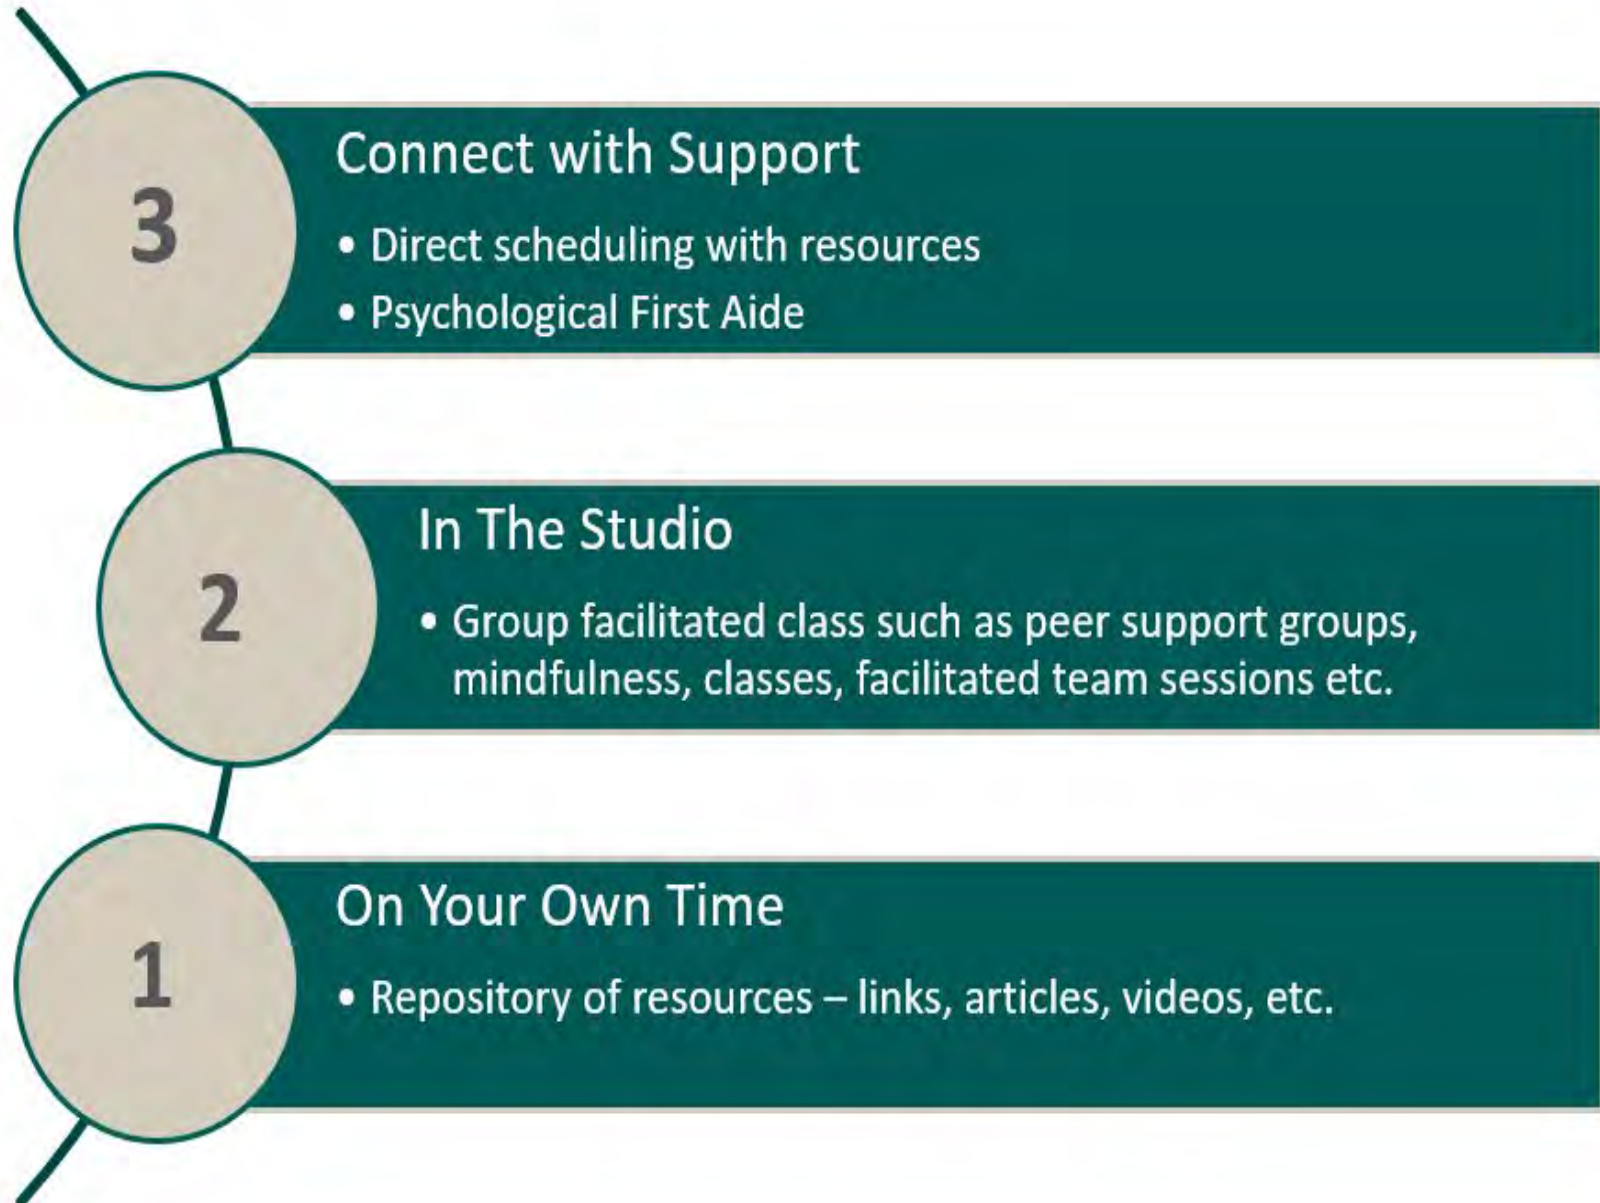 3
Connect with Support
• Direct scheduling with resources
• Psychological First Aide
2
In The Studio
• Group facilitated class such as peer support groups,
mindfulness, classes, facilitated team sessions etc.
1
On Your Own Time
• Repository of resources – links, articles, videos, etc.